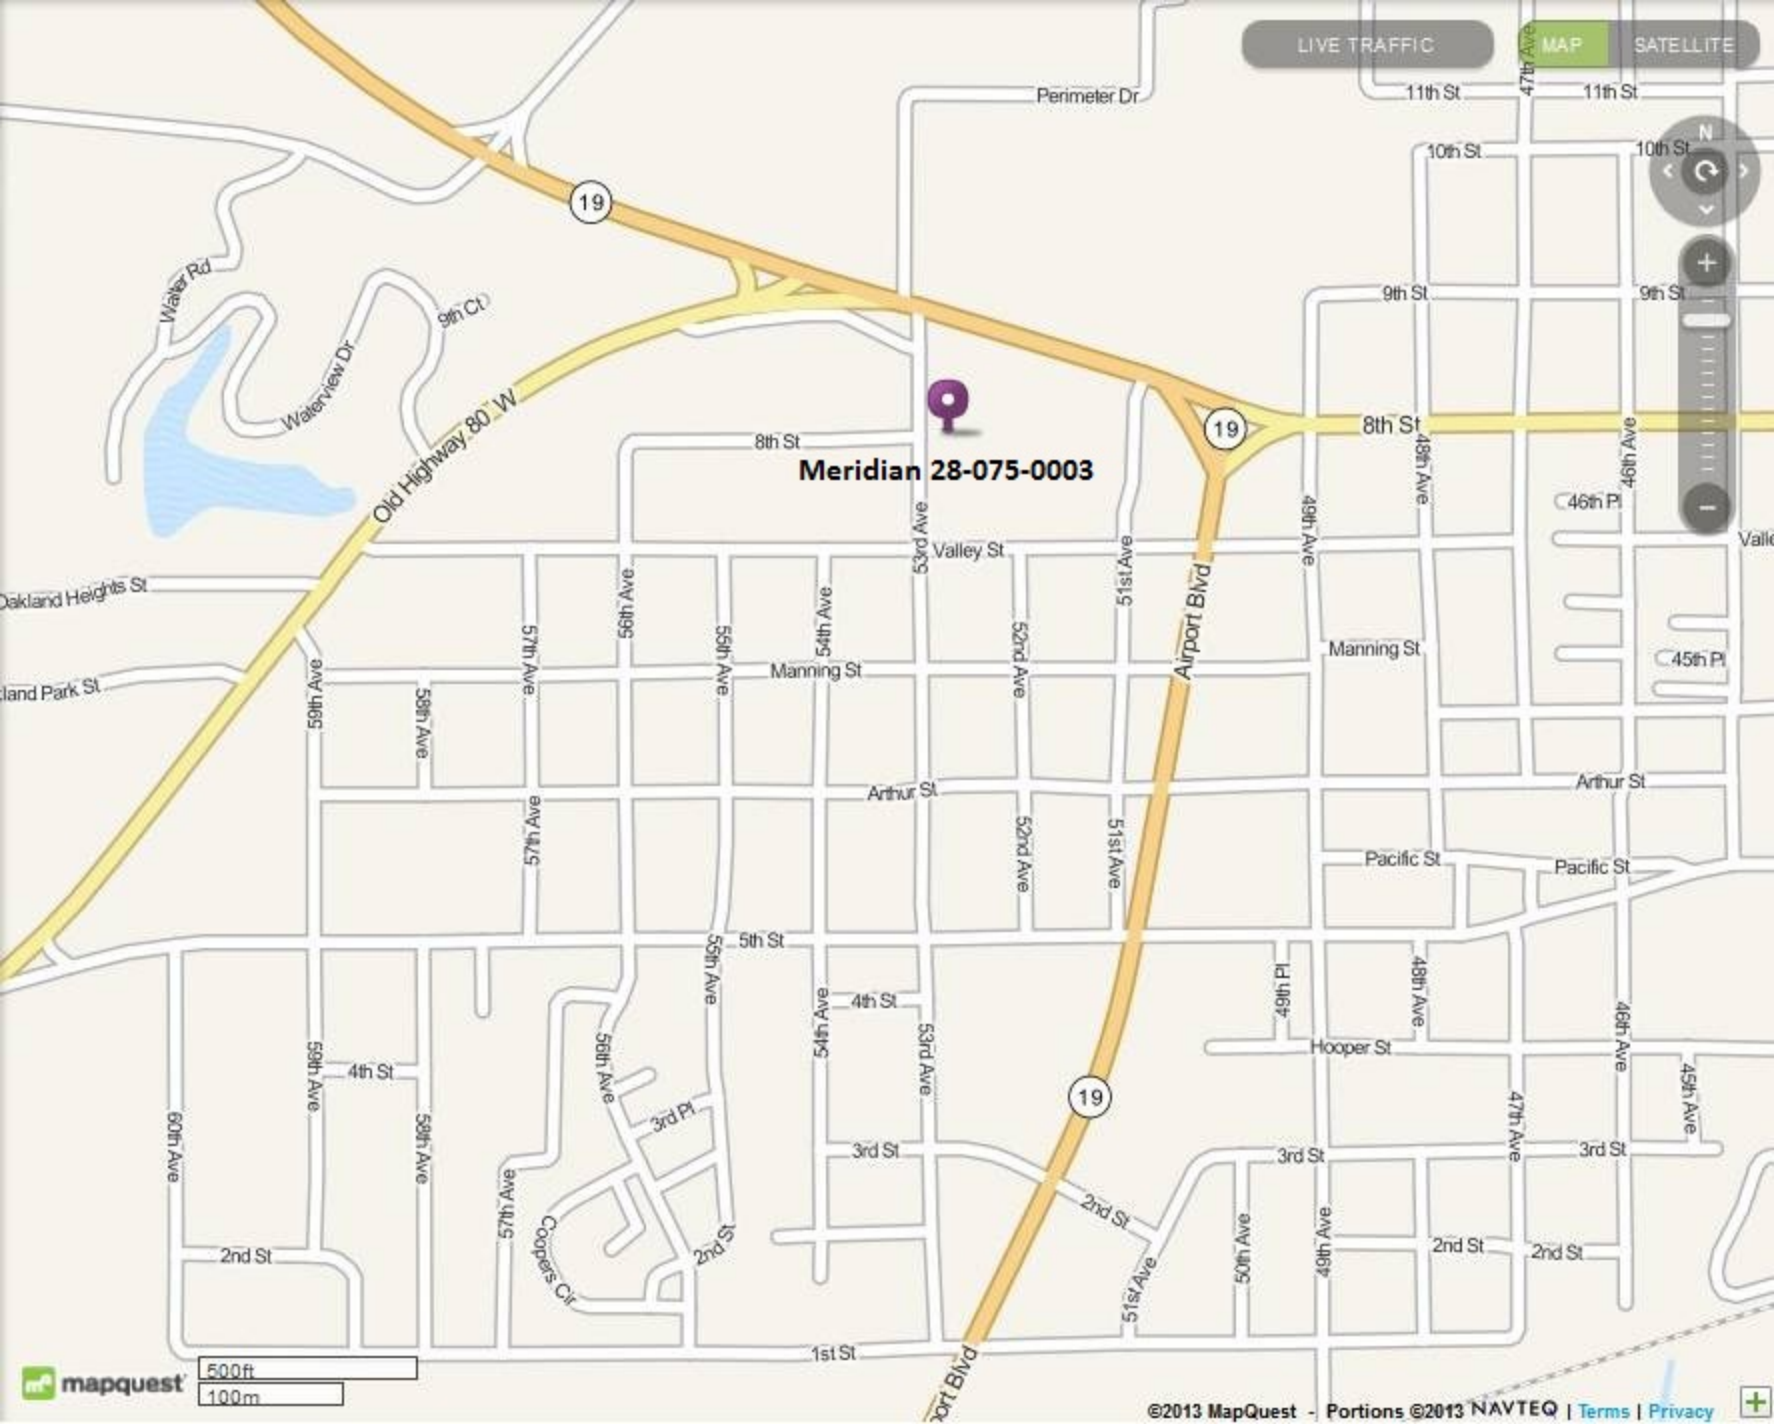 LIVE TRAFFIC
MAP
SATELLITE
47th Ave
Perimeter Dr
11th St
11th St
N
10th St
10th St
19
Water Rd
9th Ct
9th St
9th St
Waterview Dr
Old Highway 80 W
8th St
19
8th St
48th Ave
46th Ave
Meridian 28-075-0003
46th Pl
49th Ave
53rd Ave
Valley St
51st Ave
Valle
Oakland Heights St
56th Ave
54th Ave
Airport Blvd
57th Ave
55th Ave
52nd Ave
Manning St
Manning St
45th Pl
land Park St
59th Ave
58th Ave
Arthur St
Arthur St
57th Ave
52nd Ave
51st Ave
Pacific St
Pacific St
5th St
55th Ave
49th Pl
48th Ave
4th St
54th Ave
53rd Ave
46th Ave
Hooper St
56th Ave
59th Ave
4th St
19
45th Ave
3rd Pl
60th Ave
58th Ave
47th Ave
3rd St
3rd St
3rd St
57th Ave
2nd St
2nd St
2nd St
Coopers Cir
50th Ave
49th Ave
2nd St
2nd St
51st Ave
1st St
port Blvd
500ft
mapquest
100m
©2013 MapQuest - Portions ©2013 NAVTEQ | Terms | Privacy